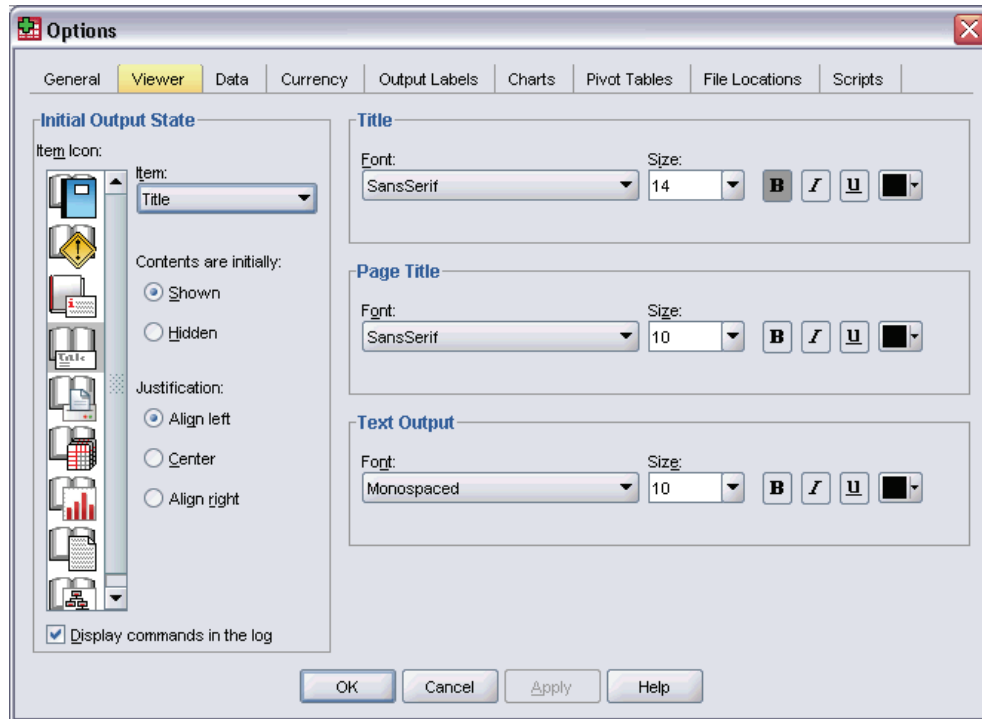 Options
General Viewer Data Currency Output Labels Charts Pivot Tables File Locations Scripts
Initial Output State
Item Icon:
Item:
Title
Title
Contents are initially:
Shown
Hidden
Justification:
Align left
Center
Align right
Display commands in the log
Title
Font: Size:
SansSerif 14 B I U
Page Title
Font: Size:
SansSerif 10 B I U
Text Output
Font: Size:
Monospaced 10 B I U
OK Cancel Apply Help